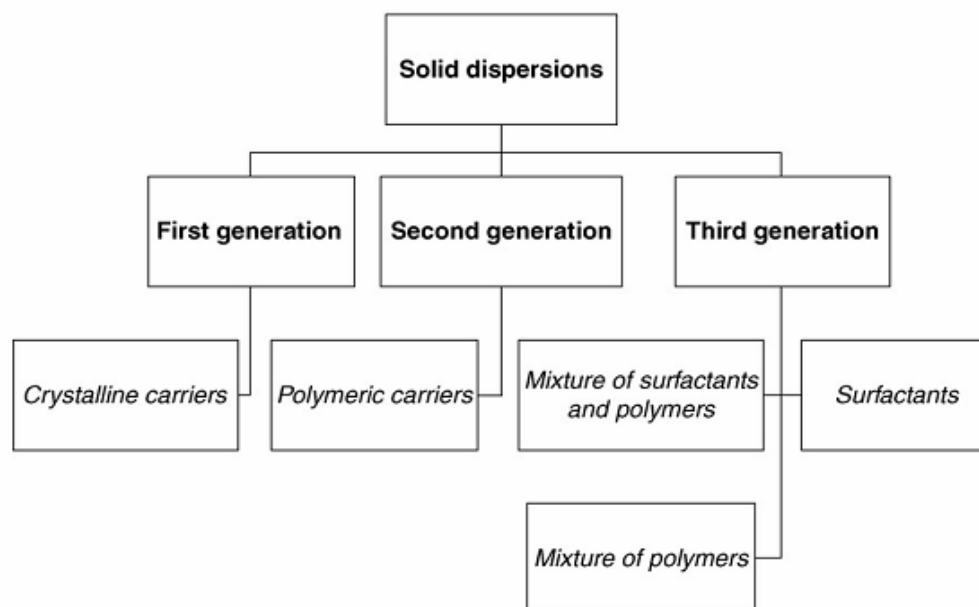 Solid dispersions
First generation
Second generation
Third generation
Crystalline carriers
Polymeric carriers
Mixture of surfactants
and polymers
Surfactants
Mixture of polymers